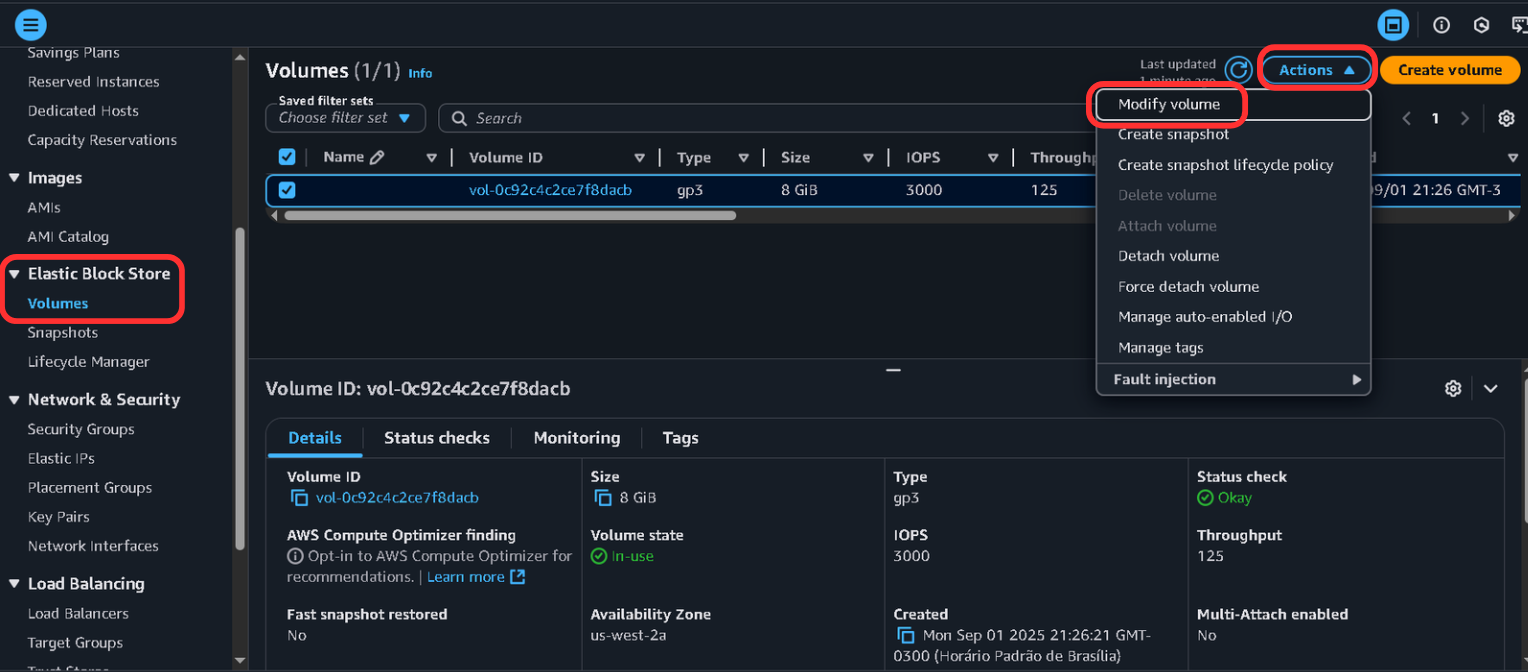 Savings Plans
Reserved Instances
Dedicated Hosts
Capacity Reservations
Images
AMIs
AMI Catalog
Elastic Block Store
Volumes
Snapshots
Lifecycle Manager
Network & Security
Security Groups
Elastic IPs
Placement Groups
Key Pairs
Network Interfaces
Load Balancing
Load Balancers
Target Groups
Trust Stores
Volumes (1/1) Info
Last updated
1 minute ago
Actions
Create volume
Saved filter sets
Choose filter set
Search
1
Name Volume ID Type Size IOPS Throughp
vol-0c92c4c2ce7f8dacb gp3 8 GiB 3000 125 09/01 21:26 GMT-3
Modify volume
Create snapshot
Create snapshot lifecycle policy
Delete volume
Attach volume
Detach volume
Force detach volume
Manage auto-enabled I/O
Manage tags
Fault injection
Volume ID: vol-0c92c4c2ce7f8dacb
Details Status checks Monitoring Tags
Volume ID
vol-0c92c4c2ce7f8dacb
Size
8 GiB
Type
gp3
Status check
Okay
AWS Compute Optimizer finding
Opt-in to AWS Compute Optimizer for
recommendations. | Learn more
Volume state
In-use
IOPS
3000
Throughput
125
Fast snapshot restored
No
Availability Zone
us-west-2a
Created
Mon Sep 01 2025 21:26:21 GMT-
0300 (Horário Padrão de Brasília)
Multi-Attach enabled
No